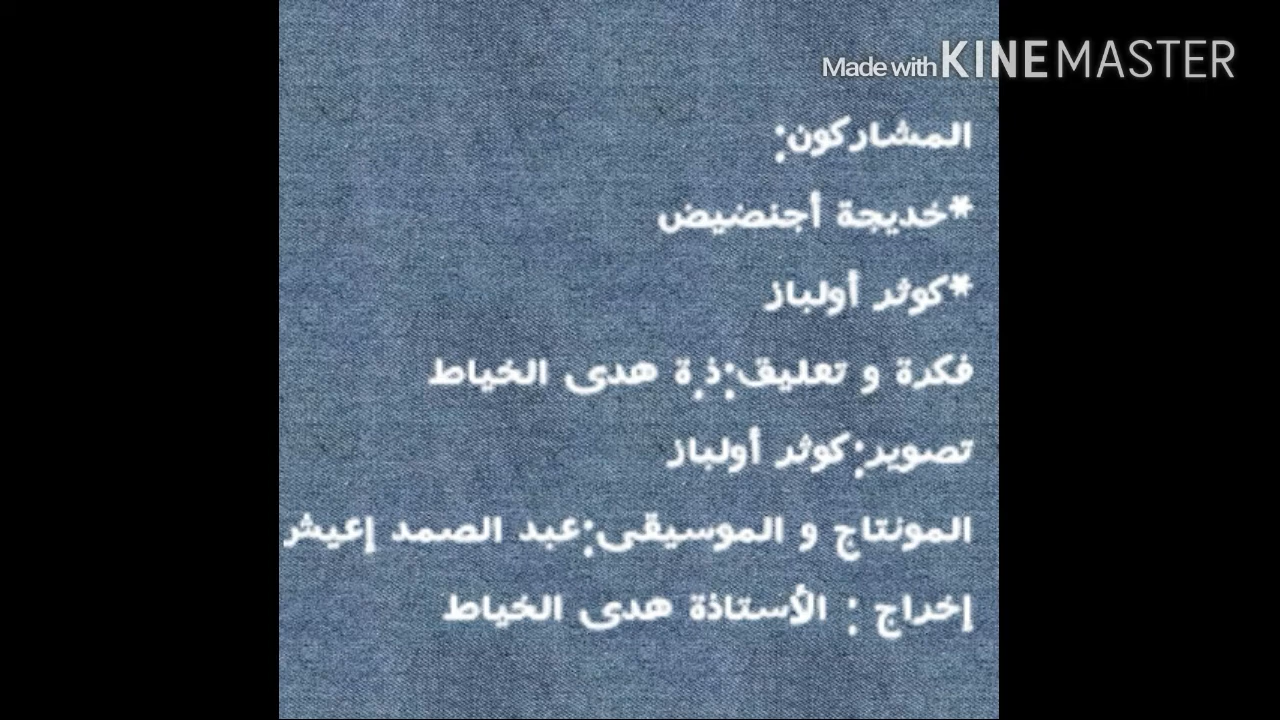 Made with KINEMASTER
المشاركون:
*خديجة أجنضيض
*كوثر أولباز
فكرة و تعليق:ذ.ة هدى الخياط
تصوير:كوثر أولباز
المونتاج و الموسيقى:عبد الصمد إعيش
إخراج : الأستاذة هدى الخياط